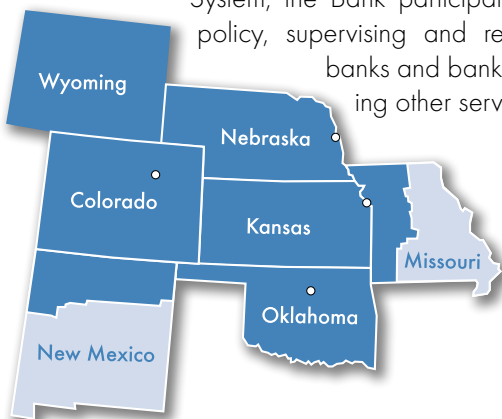 System, the Bank participat
policy, supervising and re
banks and bank
ing other serv
Wyoming
Nebraska
Colorado
Kansas
Missouri
Oklahoma
New Mexico